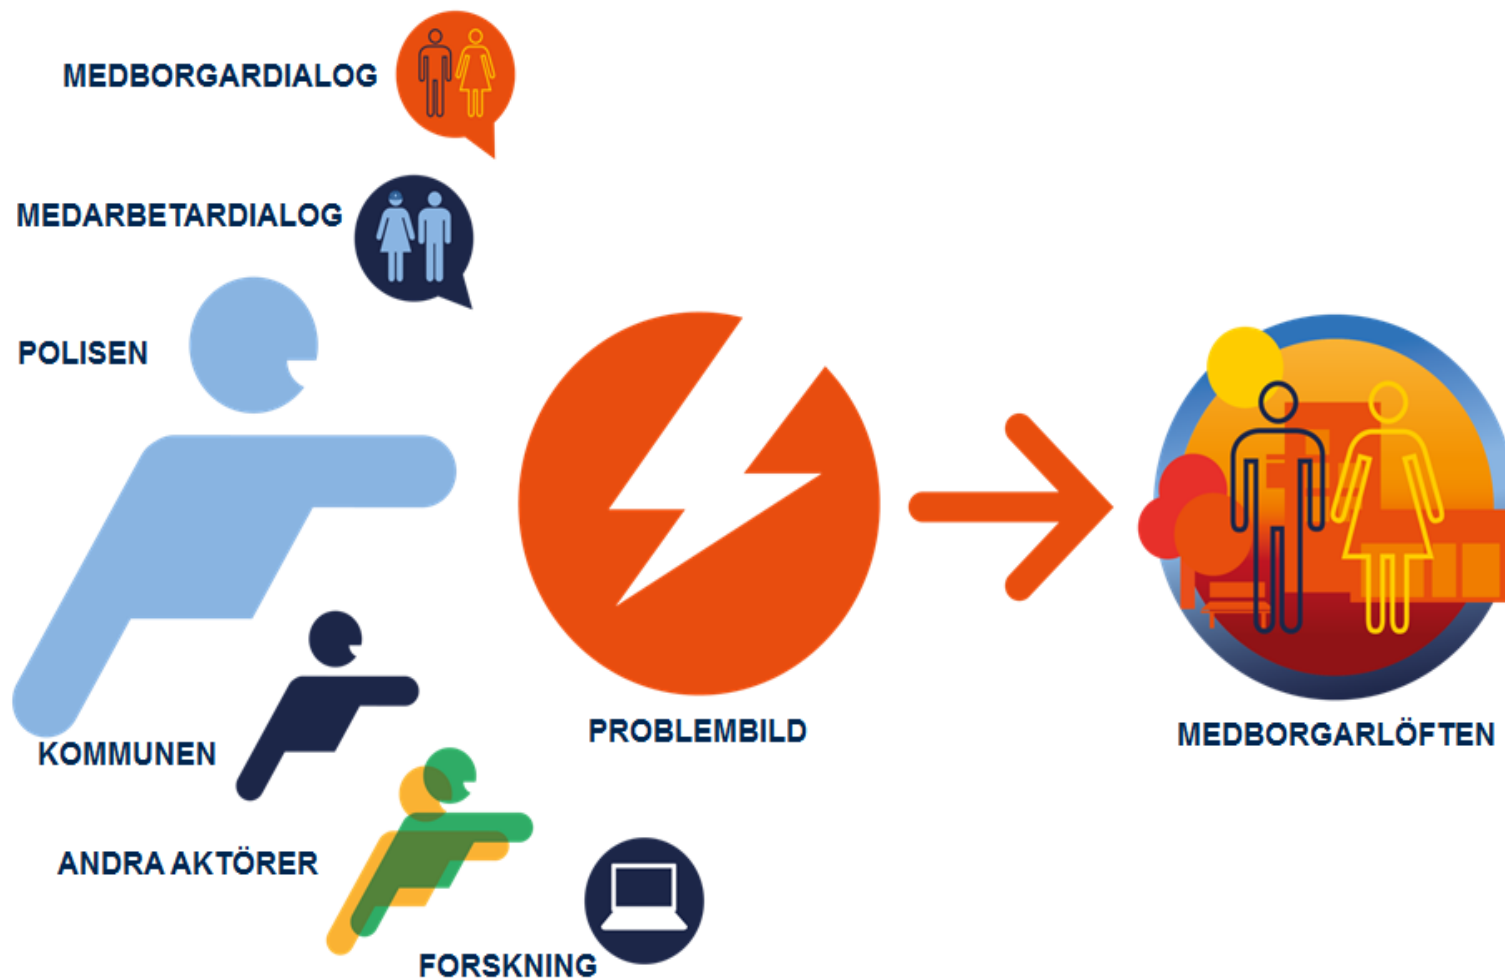 MEDBORGARDIALOG
MEDARBETARDIALOG
POLISEN
KOMMUNEN
ANDRA AKTÖRER
FORSKNING
PROBLEMBILD
MEDBORGARLÖFTEN